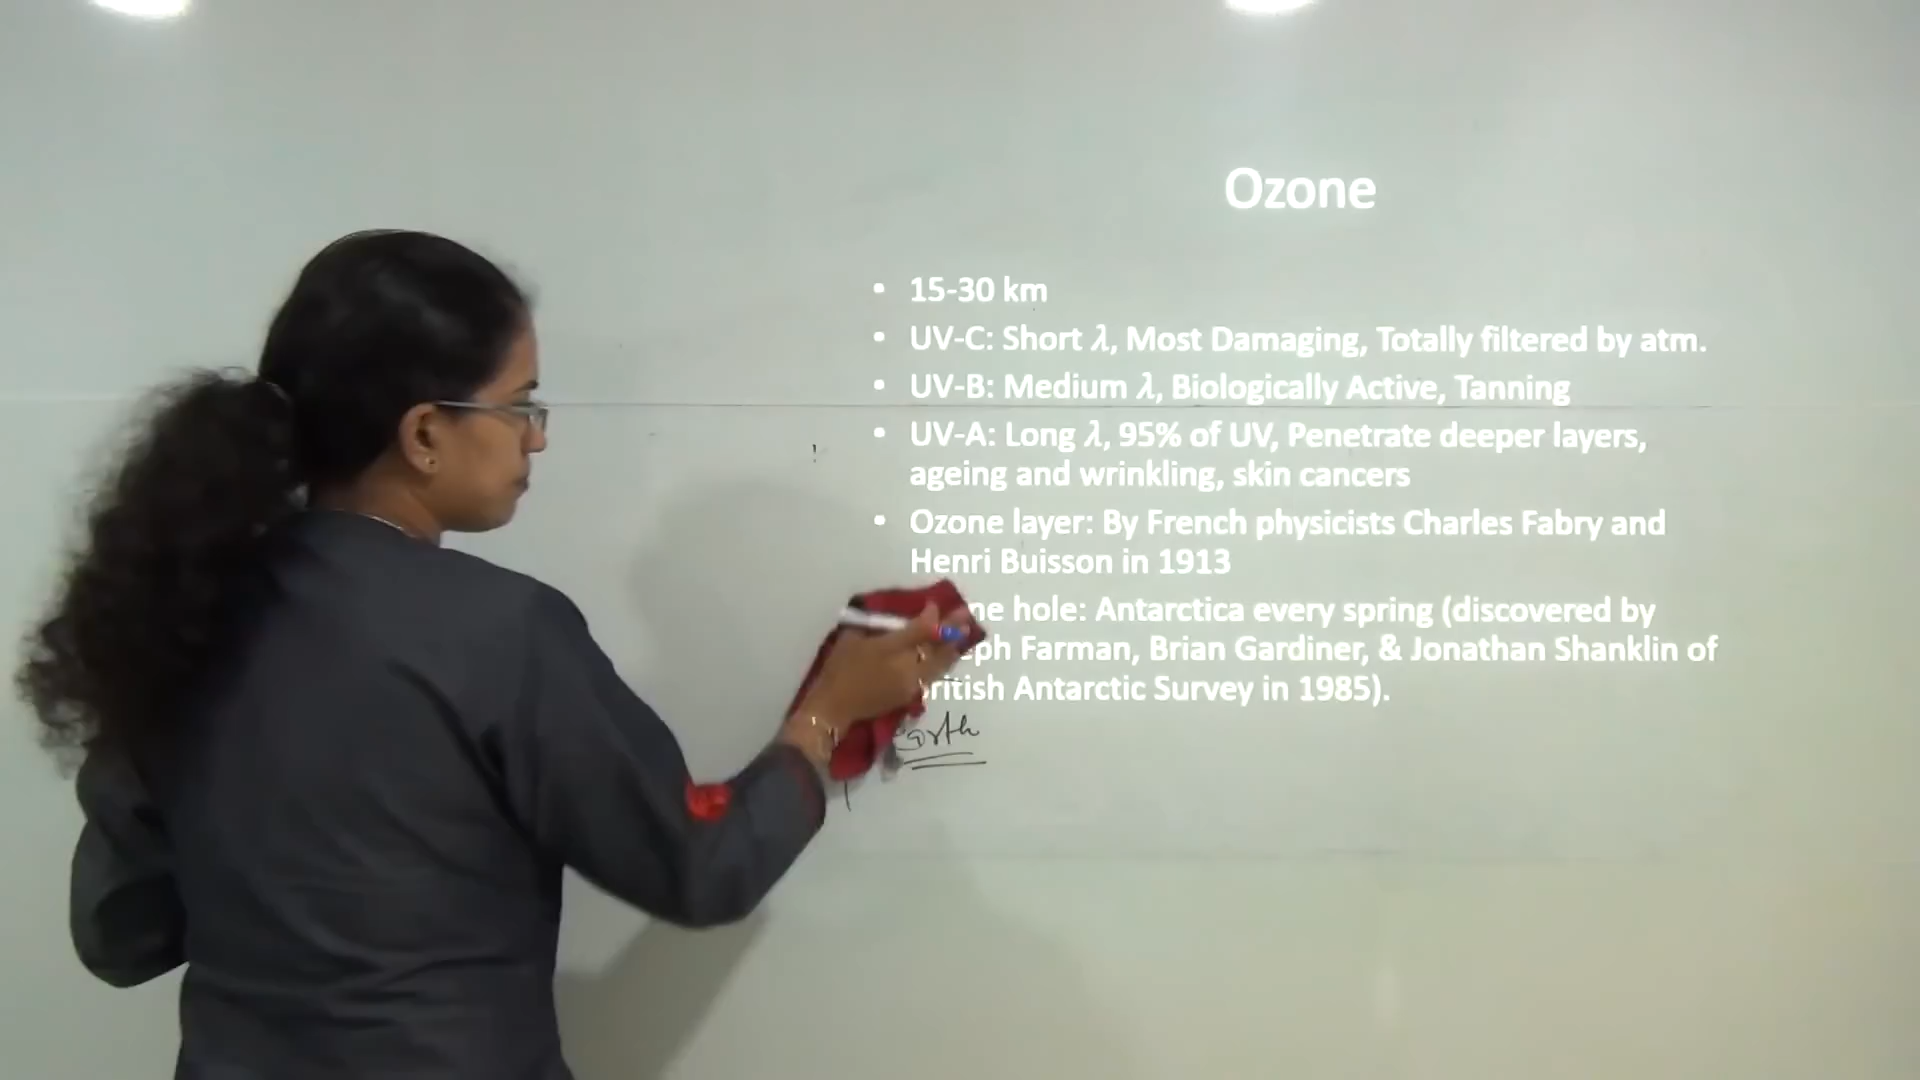 Ozone
• 15-30 km
• UV-C: Short λ, Most Damaging, Totally filtered by atm.
• UV-B: Medium λ, Biologically Active, Tanning
• UV-A: Long λ, 95% of UV, Penetrate deeper layers,
ageing and wrinkling, skin cancers
• Ozone layer: By French physicists Charles Fabry and
Henri Buisson in 1913
hole: Antarctica every spring (discovered by
Farman, Brian Gardiner, & Jonathan Shanklin of
Antarctic Survey in 1985).
Earth